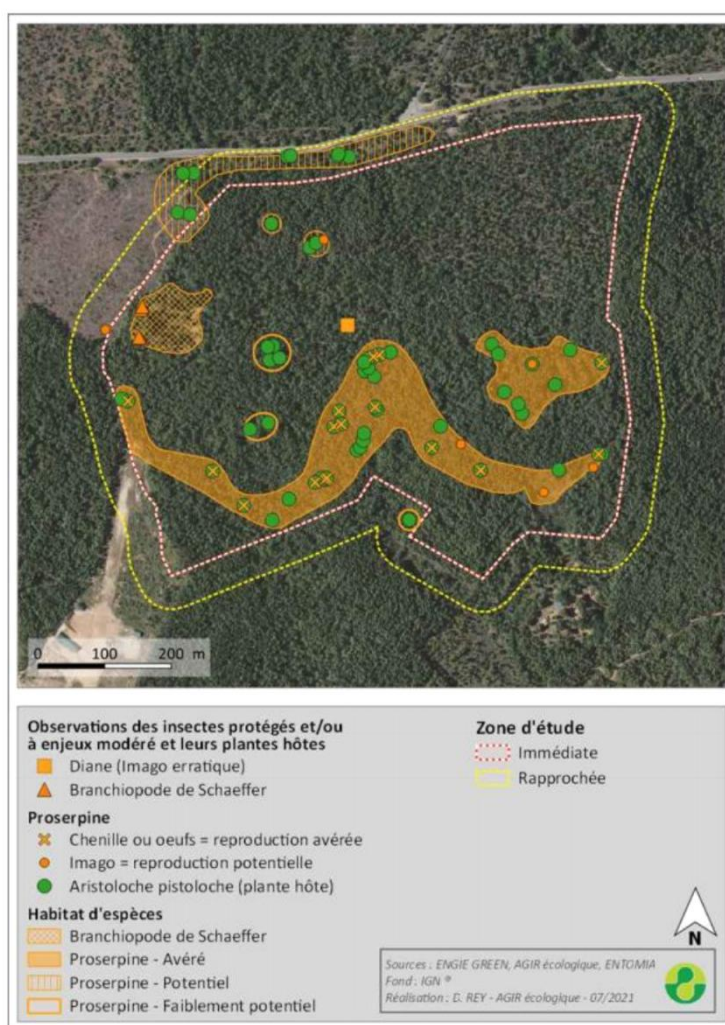 0 100 200 m
Observations des insectes protégés et/ou
à enjeux modéré et leurs plantes hôtes
Diane (Imago erratique)
Branchiopode de Schaeffer
Proserpine
Chenille ou oeufs = reproduction avérée
Imago = reproduction potentielle
Aristoloche pistoloche (plante hôte)
Habitat d'espèces
Branchiopode de Schaeffer
Proserpine - Avéré
Proserpine - Potentiel
Proserpine - Faiblement potentiel
Zone d'étude
Immédiate
Rapprochée
N
Sources : ENGIE GREEN, AGIR écologique, ENTOMIA
Fond : IGN ®
Réalisation : D. REY - AGIR écologique - 07/2021